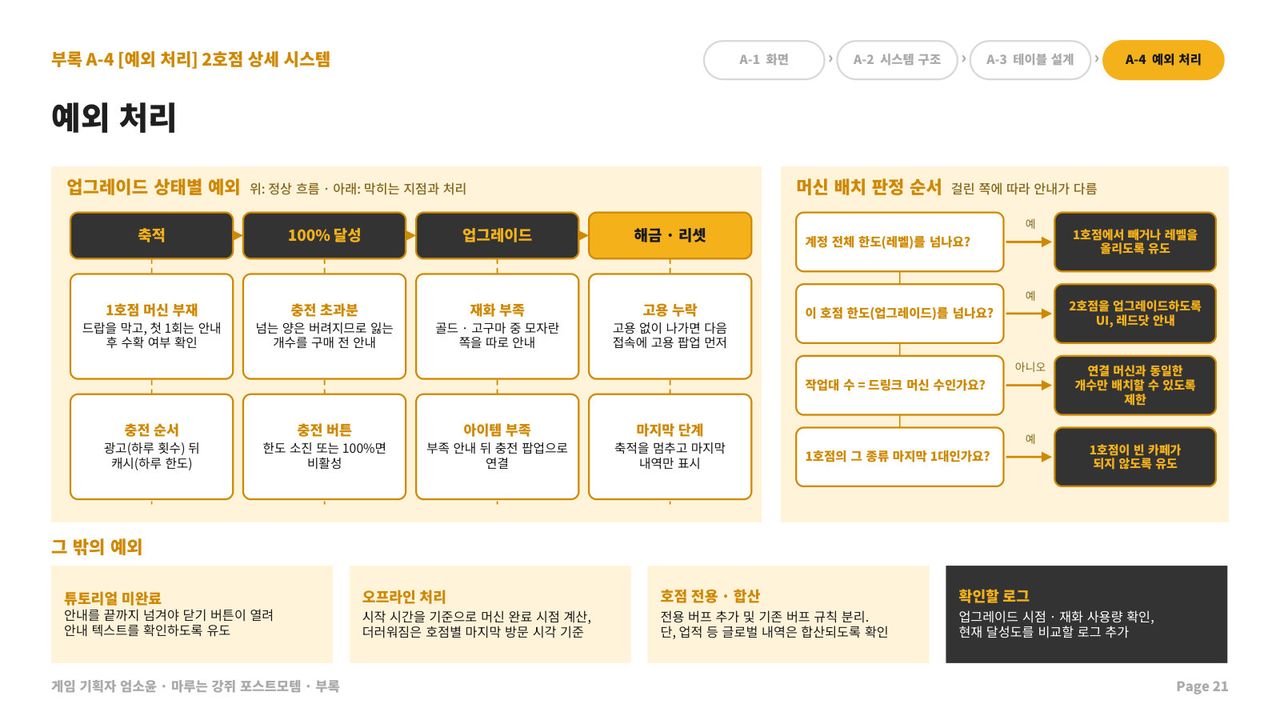 부록 A-4 [예외 처리] 2호점 상세 시스템
A-1 화면 › A-2 시스템 구조 › A-3 테이블 설계 › A-4 예외 처리
예외 처리
업그레이드 상태별 예외 위: 정상 흐름 · 아래: 막히는 지점과 처리
축적
100% 달성
업그레이드
해금 · 리셋
1호점 머신 부재
드랍을 막고, 첫 1회는 안내
후 수확 여부 확인
충전 초과분
넘는 양은 버려지므로 잃는
개수를 구매 전 안내
재화 부족
골드 · 고구마 중 모자란
쪽을 따로 안내
고용 누락
고용 없이 나가면 다음
접속에 고용 팝업 먼저
충전 순서
광고(하루 횟수) 뒤
캐시(하루 한도)
충전 버튼
한도 소진 또는 100%면
비활성
아이템 부족
부족 안내 뒤 충전 팝업으로
연결
마지막 단계
축적을 멈추고 마지막
내역만 표시
머신 배치 판정 순서 걸린 쪽에 따라 안내가 다름
계정 전체 한도(레벨)를 넘나요?
예
1호점에서 빼거나 레벨을
올리도록 유도
이 호점 한도(업그레이드)를 넘나요?
예
2호점을 업그레이드하도록
UI, 레드닷 안내
작업대 수 = 드링크 머신 수인가요?
아니오
연결 머신과 동일한
개수만 배치할 수 있도록
제한
1호점의 그 종류 마지막 1대인가요?
예
1호점이 빈 카페가
되지 않도록 유도
그 밖의 예외
튜토리얼 미완료
안내를 끝까지 넘겨야 닫기 버튼이 열려
안내 텍스트를 확인하도록 유도
오프라인 처리
시작 시간을 기준으로 머신 완료 시점 계산,
더러워짐은 호점별 마지막 방문 시각 기준
호점 전용 · 합산
전용 버프 추가 및 기존 버프 규칙 분리.
단, 업적 등 글로벌 내역은 합산되도록 확인
확인할 로그
업그레이드 시점 · 재화 사용량 확인,
현재 달성도를 비교할 로그 추가
게임 기획자 엄소윤 · 마루는 강쥐 포스트모템 · 부록
Page 21